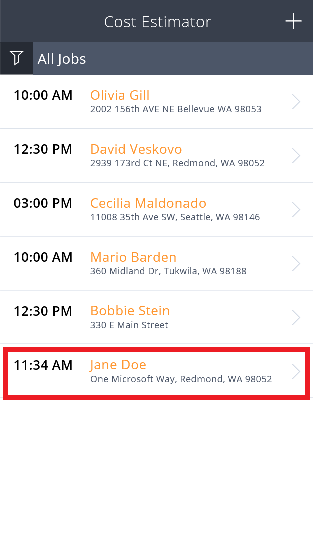 Cost Estimator
All Jobs
10:00 AM
Olivia Gill
2002 156th AVE NE Bellevue WA 98053
12:30 PM
David Veskovo
2939 173rd Ct NE, Redmond, WA 98052
03:00 PM
Cecilia Maldonado
11008 35th Ave SW, Seattle, WA 98146
10:00 AM
Mario Barden
360 Midland Dr, Tukwila, WA 98188
12:30 PM
Bobbie Stein
330 E Main Street
11:34 AM
Jane Doe
One Microsoft Way, Redmond, WA 98052